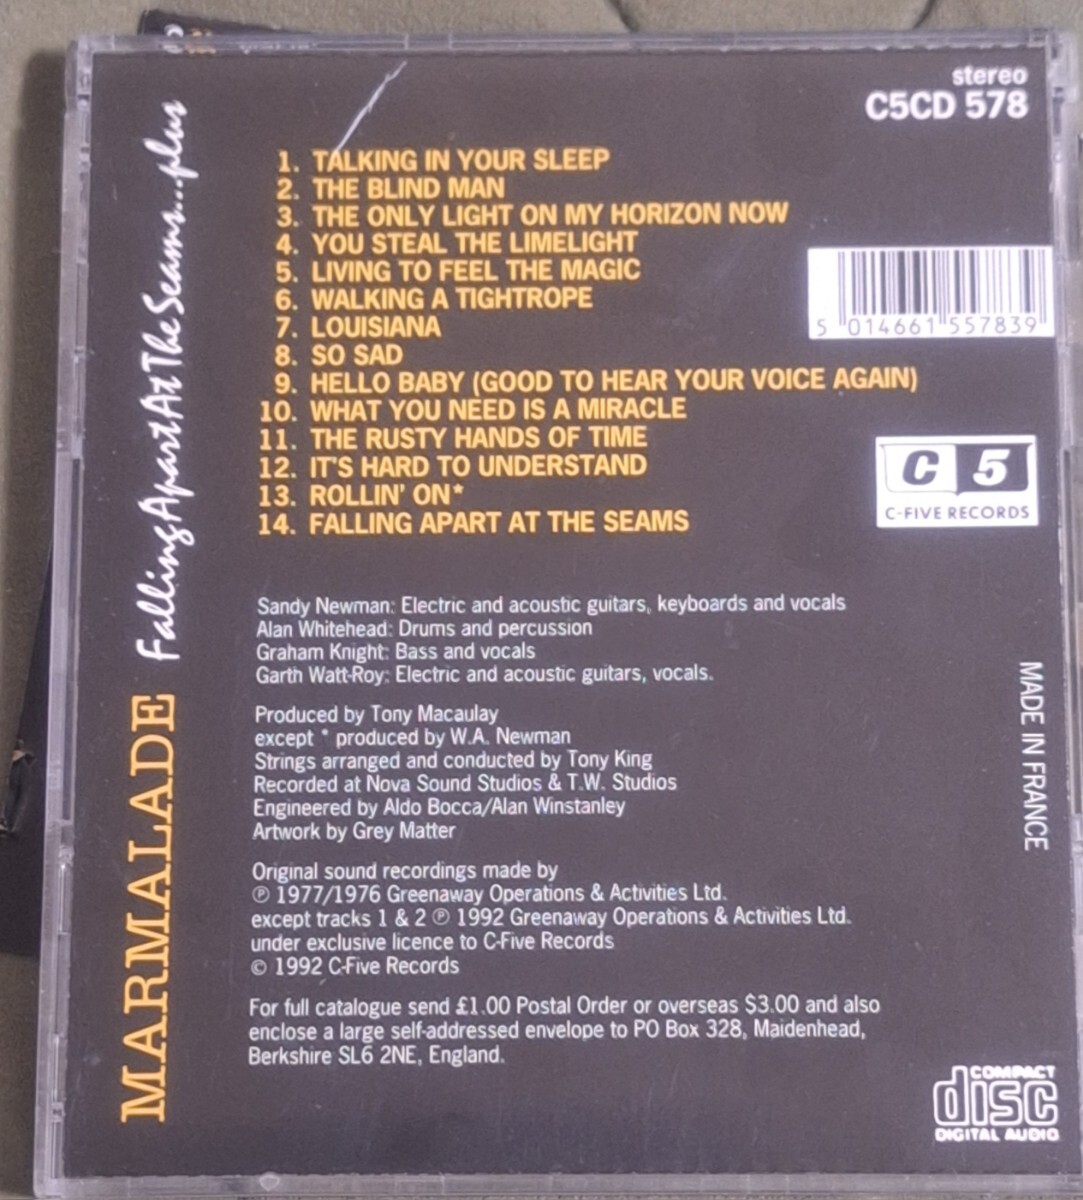 stereo
C5CD 578
1. TALKING IN YOUR SLEEP
2. THE BLIND MAN
3. THE ONLY LIGHT ON MY HORIZON NOW
4. YOU STEAL THE LIMELIGHT
5. LIVING TO FEEL THE MAGIC
6. WALKING A TIGHTROPE
7. LOUISIANA
8. SO SAD
9. HELLO BABY (GOOD TO HEAR YOUR VOICE AGAIN)
10. WHAT YOU NEED IS A MIRACLE
11. THE RUSTY HANDS OF TIME
12. IT'S HARD TO UNDERSTAND
13. ROLLIN' ON*
14. FALLING APART AT THE SEAMS
5 014661 557839
C 5
C-FIVE RECORDS
Sandy Newman: Electric and acoustic guitars, keyboards and vocals
Alan Whitehead: Drums and percussion
Graham Knight: Bass and vocals
Garth Watt-Roy: Electric and acoustic guitars, vocals.
Produced by Tony Macaulay
except * produced by W.A. Newman
Strings arranged and conducted by Tony King
Recorded at Nova Sound Studios & T.W. Studios
Engineered by Aldo Bocca/Alan Winstanley
Artwork by Grey Matter
Original sound recordings made by
℗ 1977/1976 Greenaway Operations & Activities Ltd.
except tracks 1 & 2 ℗ 1992 Greenaway Operations & Activities Ltd.
under exclusive licence to C-Five Records
© 1992 C-Five Records
For full catalogue send £1.00 Postal Order or overseas $3.00 and also
enclose a large self-addressed envelope to PO Box 328, Maidenhead,
Berkshire SL6 2NE, England.
MARMALADE Falling Apart At The Seams...plus
MADE IN FRANCE
COMPACT
disc
DIGITAL AUDIO